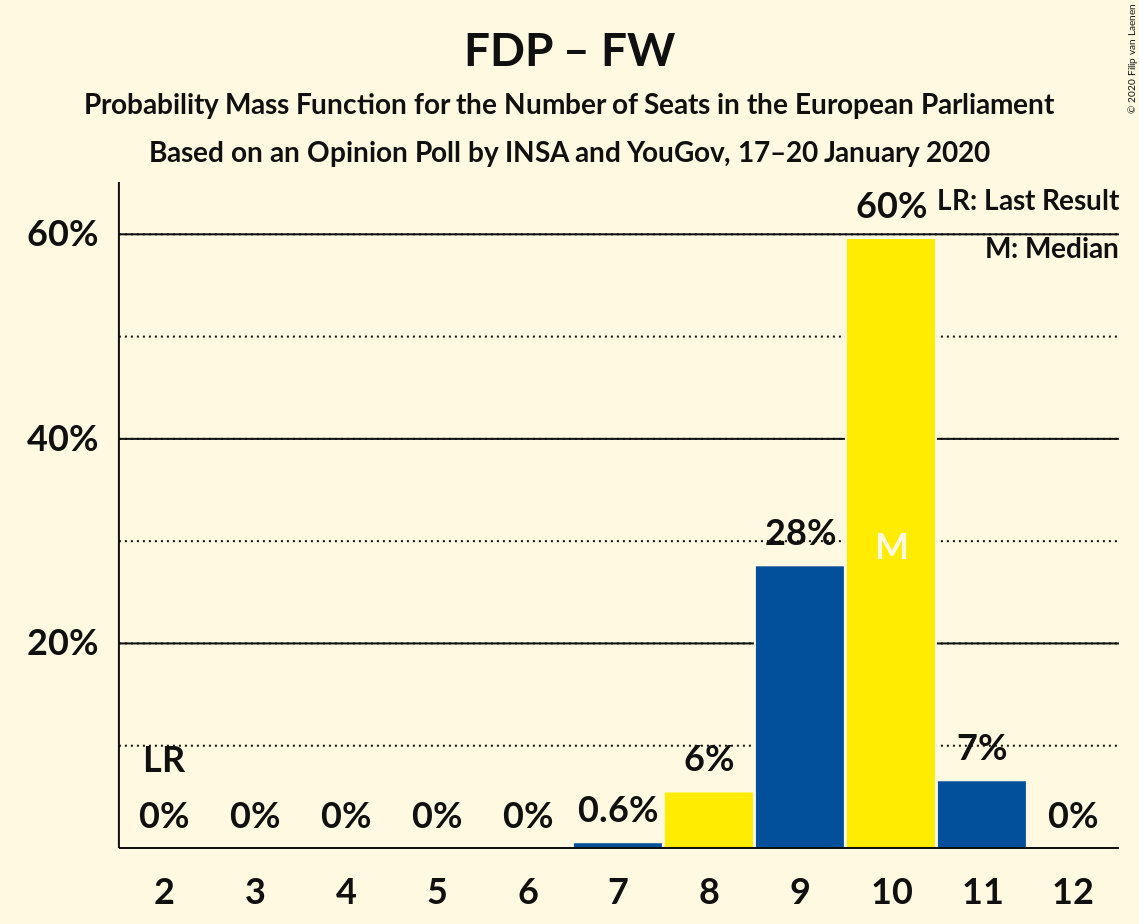 FDP – FW
Probability Mass Function for the Number of Seats in the European Parliament
Based on an Opinion Poll by INSA and YouGov, 17–20 January 2020
© 2020 Filip van Laenen
LR: Last Result
M: Median
60%
40%
20%
LR
0%
0%
0%
0%
0%
0.6%
6%
28%
60%
M
7%
0%
2 3 4 5 6 7 8 9 10 11 12